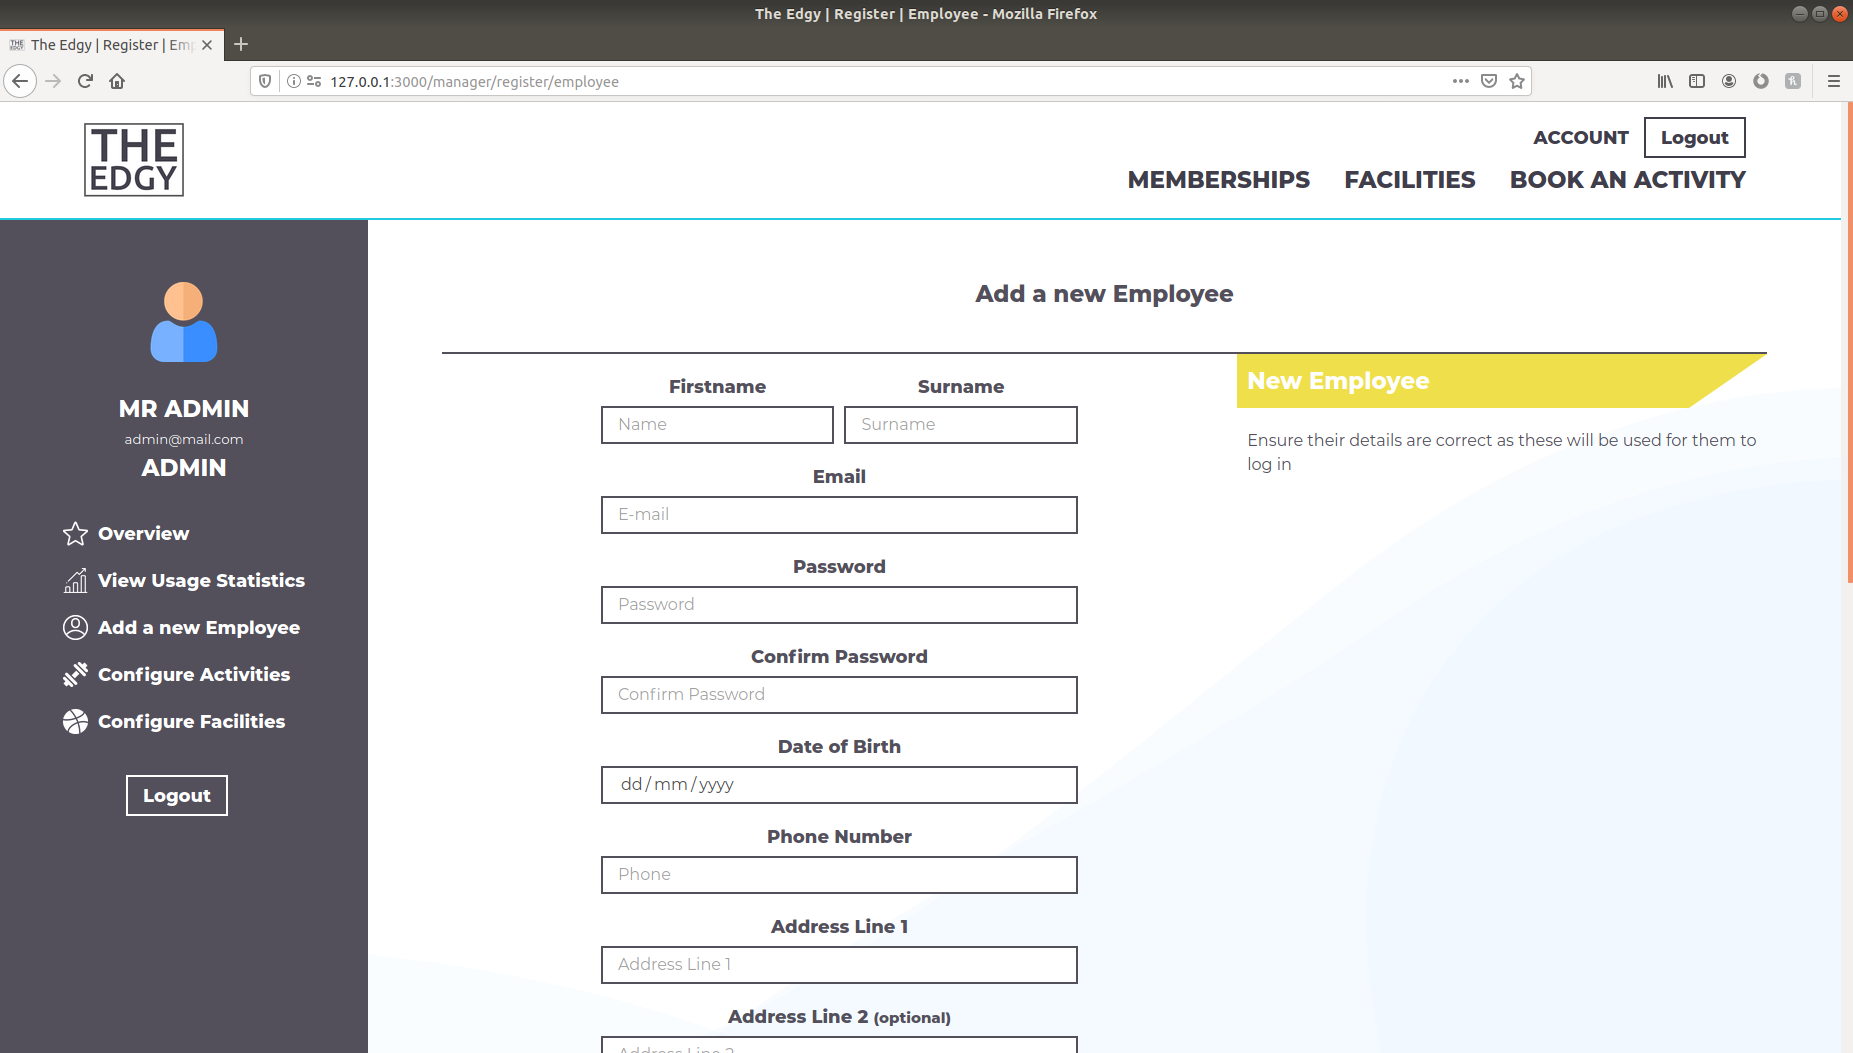 The Edgy | Register | Employee - Mozilla Firefox
The Edgy | Register | Emp
127.0.0.1:3000/manager/register/employee
THE
EDGY
ACCOUNT
Logout
MEMBERSHIPS
FACILITIES
BOOK AN ACTIVITY
MR ADMIN
admin@mail.com
ADMIN
Overview
View Usage Statistics
Add a new Employee
Configure Activities
Configure Facilities
Logout
Add a new Employee
Firstname
Surname
Name
Surname
Email
E-mail
Password
Password
Confirm Password
Confirm Password
Date of Birth
dd/mm/yyyy
Phone Number
Phone
Address Line 1
Address Line 1
Address Line 2 (optional)
Address Line 2
New Employee
Ensure their details are correct as these will be used for them to
log in